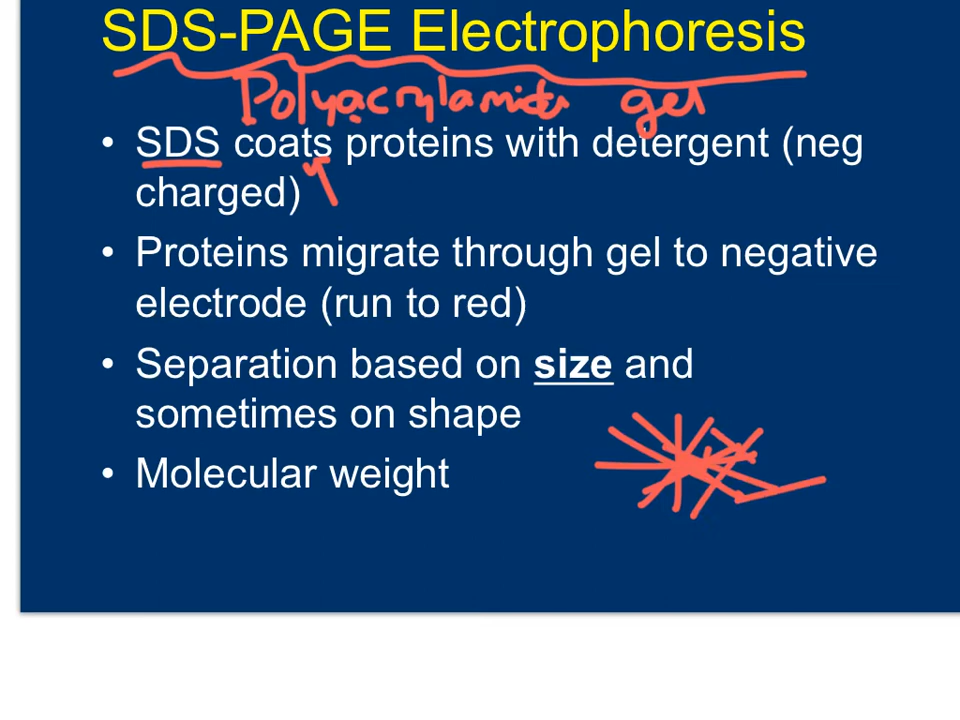 SDS-PAGE Electrophoresis
Polyacrylamide gel
• SDS coats proteins with detergent (neg
charged)
• Proteins migrate through gel to negative
electrode (run to red)
• Separation based on size and
sometimes on shape
• Molecular weight